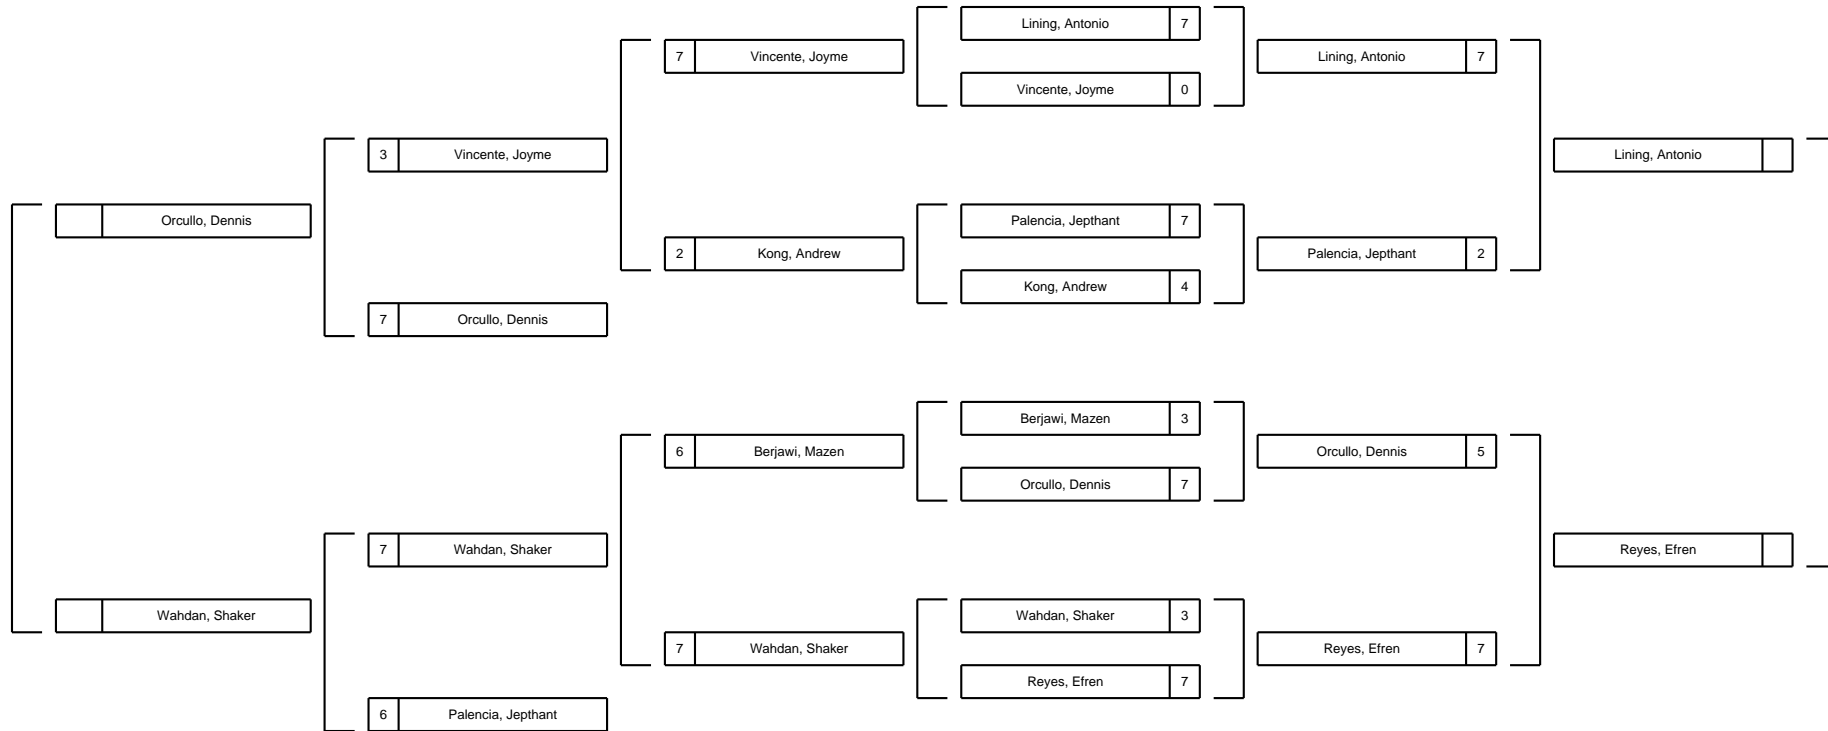 Lining, Antonio 7
7 Vincente, Joyme
Lining, Antonio 7
Vincente, Joyme 0
3 Vincente, Joyme
Lining, Antonio
Orcullo, Dennis
Palencia, Jepthant 7
2 Kong, Andrew
Palencia, Jepthant 2
Kong, Andrew 4
7 Orcullo, Dennis
Berjawi, Mazen 3
6 Berjawi, Mazen
Orcullo, Dennis 5
Orcullo, Dennis 7
7 Wahdan, Shaker
Reyes, Efren
Wahdan, Shaker
Wahdan, Shaker 3
7 Wahdan, Shaker
Reyes, Efren 7
Reyes, Efren 7
6 Palencia, Jepthant